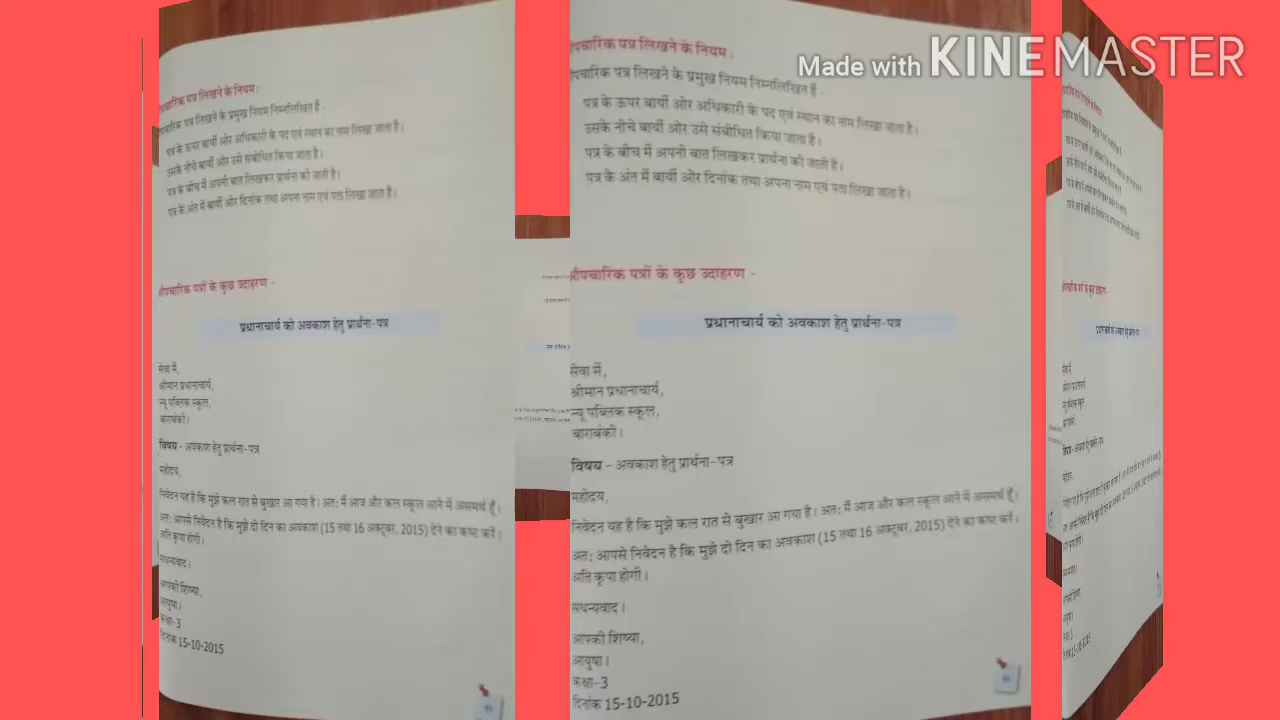 Made with KINEMASTER
औपचारिक पत्र लिखने के नियम :
औपचारिक पत्र लिखने के प्रमुख नियम निम्नलिखित हैं -
पत्र के ऊपर बायीं ओर अधिकारी के पद एवं स्थान का नाम लिखा जाता है।
उसके नीचे बायीं ओर उसे संबोधित किया जाता है।
पत्र के बीच में अपनी बात लिखकर प्रार्थना की जाती है।
पत्र के अंत में बायीं ओर दिनांक तथा अपना नाम एवं पता लिखा जाता है।
औपचारिक पत्रों के कुछ उदाहरण -
प्रधानाचार्य को अवकाश हेतु प्रार्थना-पत्र
सेवा में,
श्रीमान प्रधानाचार्य,
न्यू पब्लिक स्कूल,
बाराबंकी।
विषय - अवकाश हेतु प्रार्थना-पत्र
महोदय,
निवेदन यह है कि मुझे कल रात से बुखार आ गया है। अत: मैं आज और कल स्कूल आने में असमर्थ हूँ।
अत: आपसे निवेदन है कि मुझे दो दिन का अवकाश (15 तथा 16 अक्टूबर, 2015) देने का कष्ट करें।
अति कृपा होगी।
सधन्यवाद।
आपकी शिष्या,
आयुषा।
कक्षा-3
दिनांक 15-10-2015